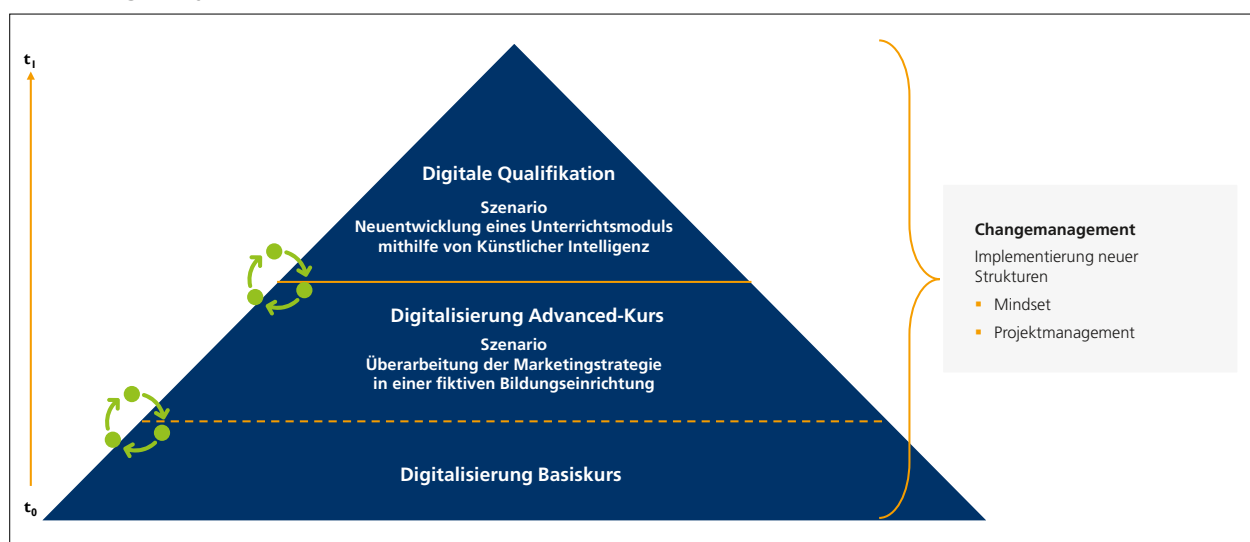 t₁
Digitale Qualifikation
Szenario
Neuentwicklung eines Unterrichtsmoduls
mithilfe von Künstlicher Intelligenz
Digitalisierung Advanced-Kurs
Szenario
Überarbeitung der Marketingstrategie
in einer fiktiven Bildungseinrichtung
Digitalisierung Basiskurs
t₀
Changemanagement
Implementierung neuer
Strukturen
▪ Mindset
▪ Projektmanagement